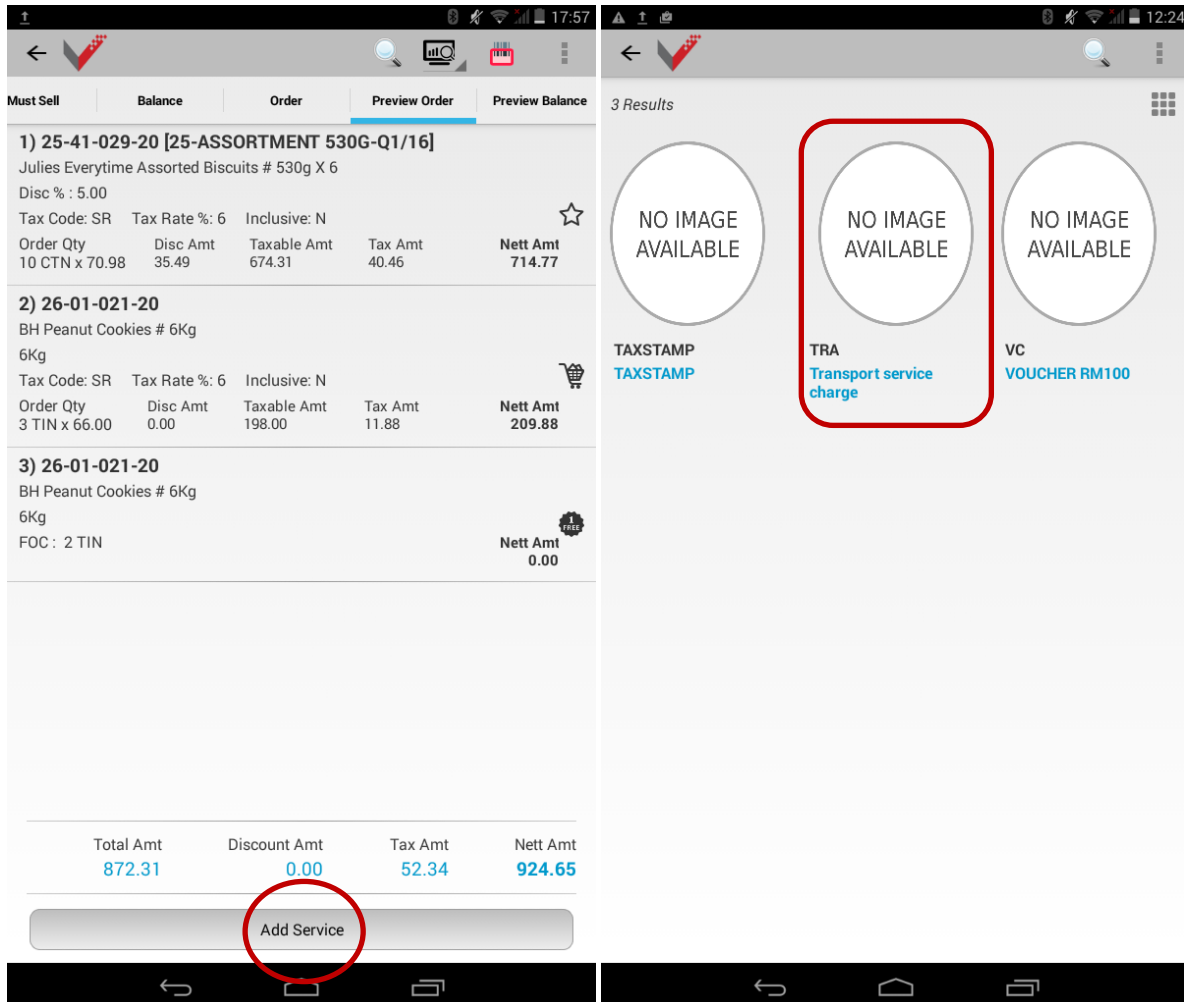 17:57
Must Sell Balance Order Preview Order Preview Balance
1) 25-41-029-20 [25-ASSORTMENT 530G-Q1/16]
Julies Everytime Assorted Biscuits # 530g X 6
Disc % : 5.00
Tax Code: SR Tax Rate %: 6 Inclusive: N
Order Qty Disc Amt Taxable Amt Tax Amt Nett Amt
10 CTN x 70.98 35.49 674.31 40.46 714.77
2) 26-01-021-20
BH Peanut Cookies # 6Kg
6Kg
Tax Code: SR Tax Rate %: 6 Inclusive: N
Order Qty Disc Amt Taxable Amt Tax Amt Nett Amt
3 TIN x 66.00 0.00 198.00 11.88 209.88
3) 26-01-021-20
BH Peanut Cookies # 6Kg
6Kg
1
FREE
FOC : 2 TIN Nett Amt
0.00
Total Amt Discount Amt Tax Amt Nett Amt
872.31 0.00 52.34 924.65
Add Service
12:24
3 Results
NO IMAGE
AVAILABLE
NO IMAGE
AVAILABLE
NO IMAGE
AVAILABLE
TAXSTAMP
TAXSTAMP
TRA
Transport service
charge
VC
VOUCHER RM100